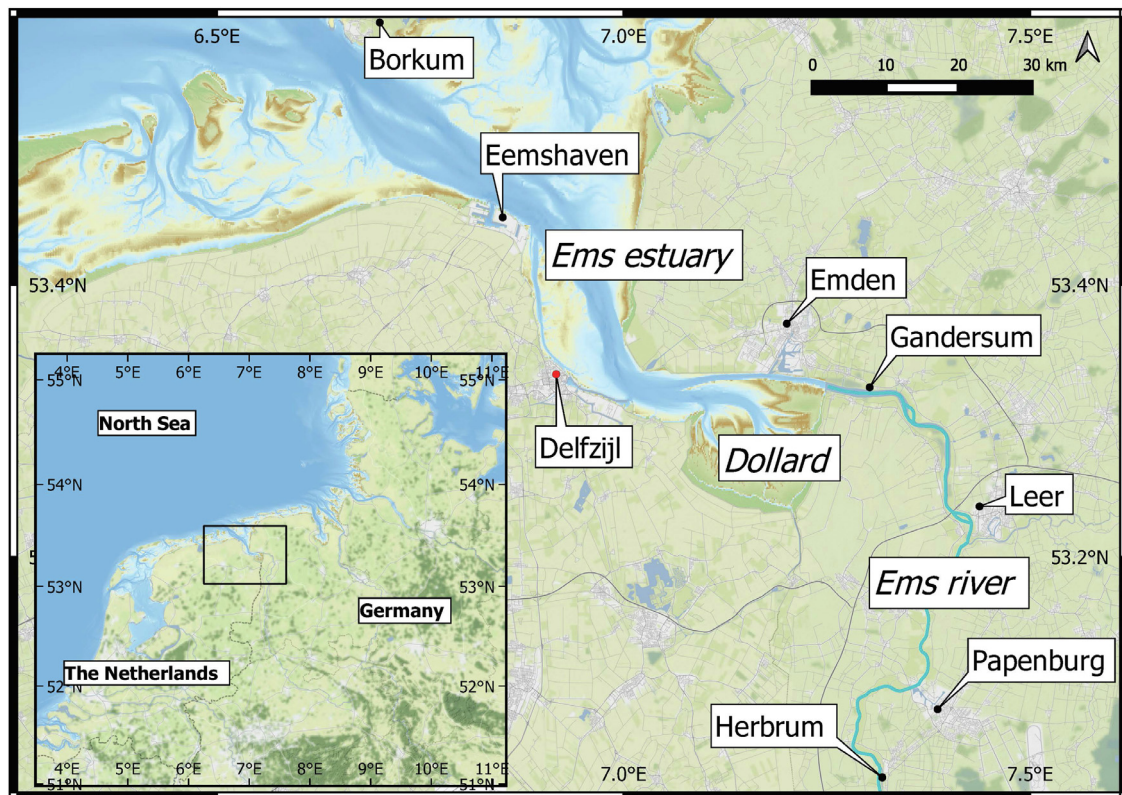 6.5°E
7.0°E
7.5°E
Borkum
0 10 20 30 km
Eemshaven
Ems estuary
53.4°N
Emden
53.4°N
Gandersum
Delfzijl
Dollard
Leer
53.2°N
Ems river
Papenburg
Herbrum
7.0°E
7.5°E
4°E 5°E 6°E 7°E 8°E 9°E 10°E 11°E
55°N
55°N
North Sea
54°N
54°N
53°N
53°N
Germany
The Netherlands
52°N
52°N
51°N
51°N
4°E 5°E 6°E 7°E 8°E 9°E 10°E 11°E